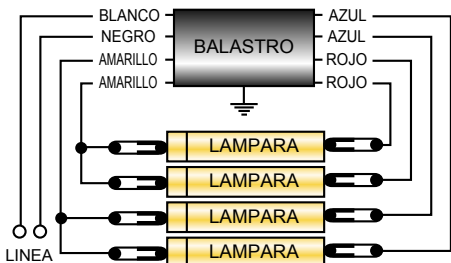 BLANCO
NEGRO
AMARILLO
AMARILLO
BALASTRO
AZUL
AZUL
ROJO
ROJO
LAMPARA
LAMPARA
LAMPARA
LAMPARA
LINEA